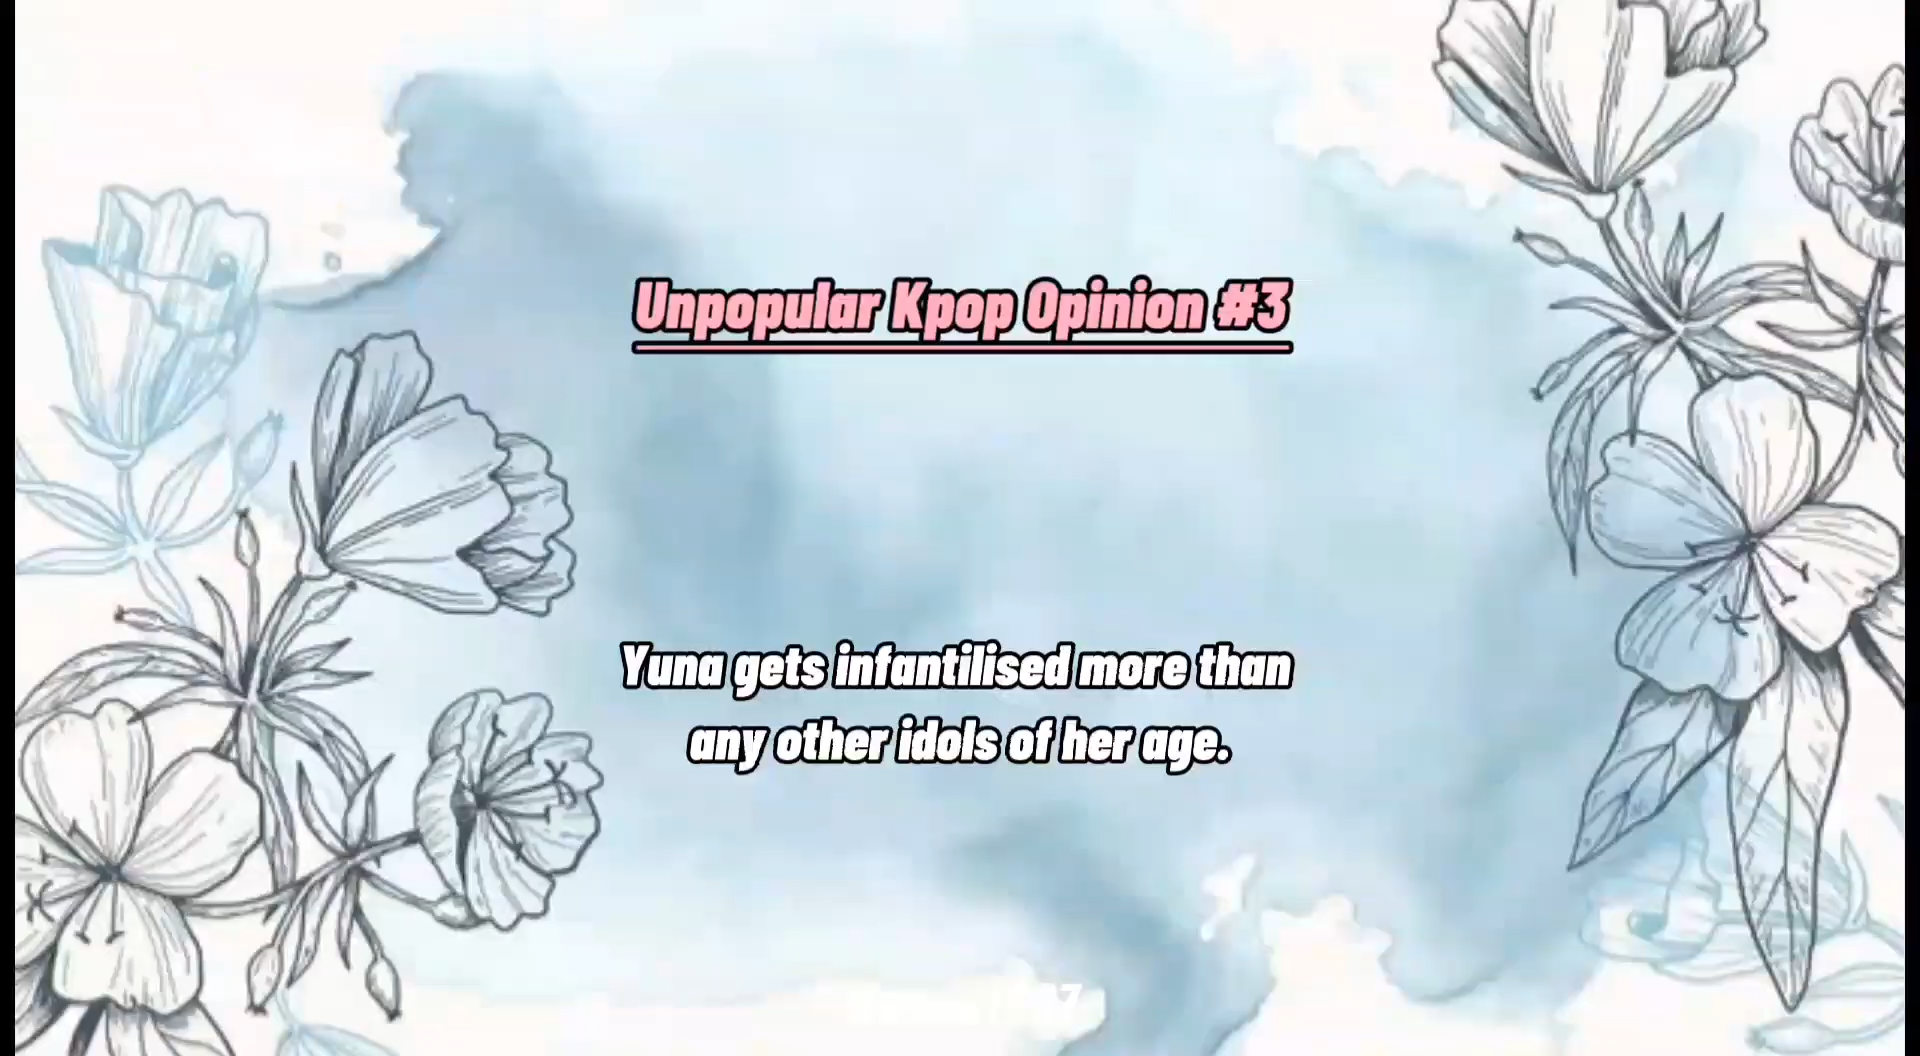 Unpopular Kpop Opinion #3
Yuna gets infantilised more than
any other idols of her age.